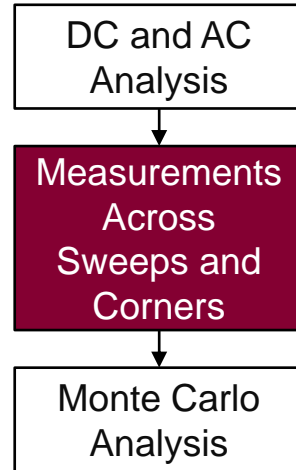 DC and AC
Analysis
Measurements
Across
Sweeps and
Corners
Monte Carlo
Analysis